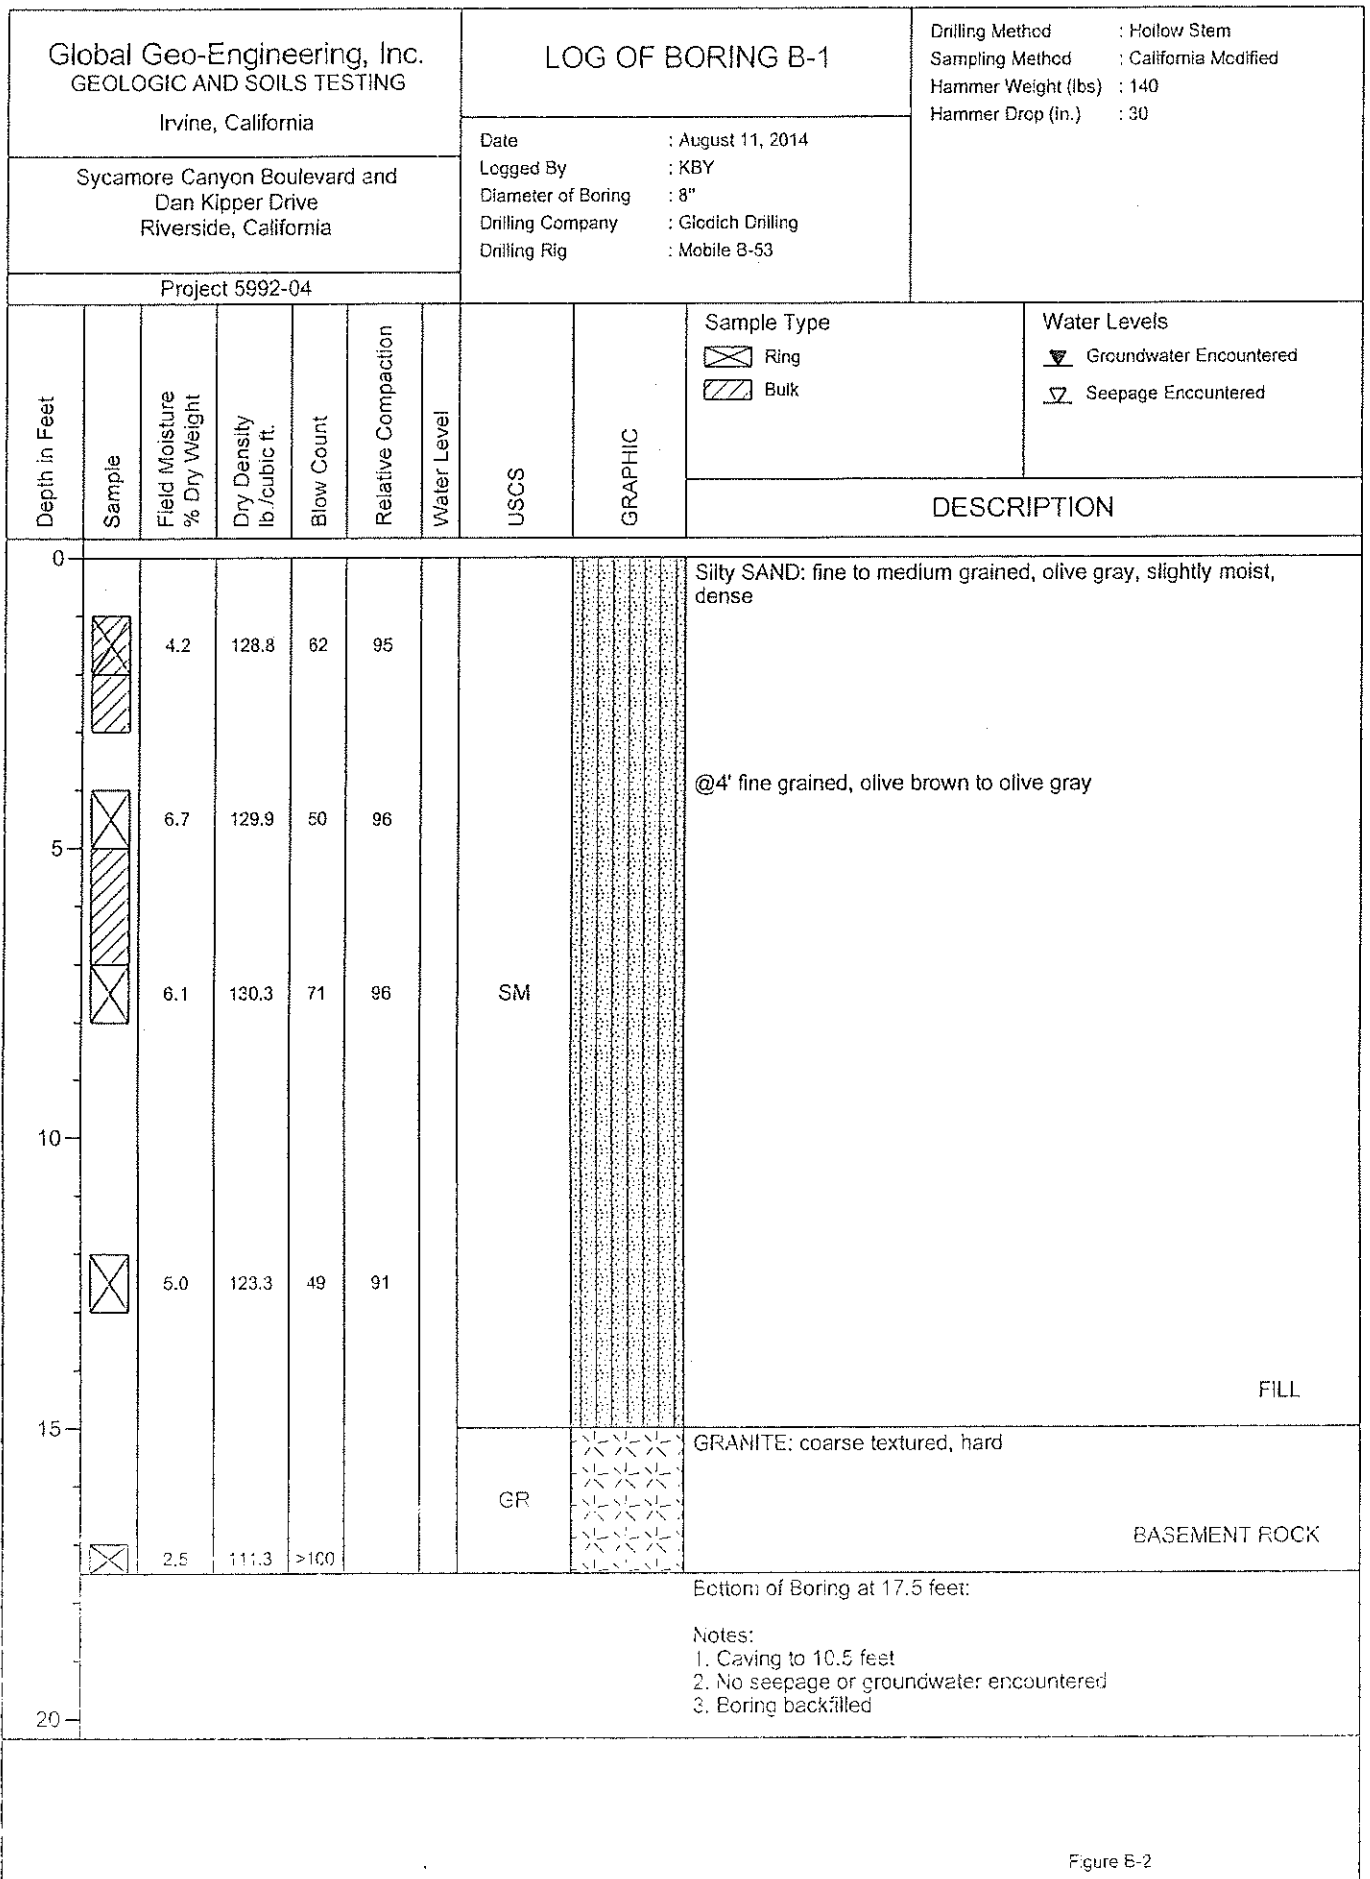 Global Geo-Engineering, Inc.
GEOLOGIC AND SOILS TESTING
Irvine, California
Sycamore Canyon Boulevard and
Dan Kipper Drive
Riverside, California
Project 5992-04
LOG OF BORING B-1
Date : August 11, 2014
Logged By : KBY
Diameter of Boring : 8"
Drilling Company : Glodich Drilling
Drilling Rig : Mobile B-53
Drilling Method : Hollow Stem
Sampling Method : California Modified
Hammer Weight (lbs) : 140
Hammer Drop (in.) : 30
Depth in Feet
Sample
Field Moisture
% Dry Weight
Dry Density
lb./cubic ft.
Blow Count
Relative Compaction
Water Level
USCS
GRAPHIC
Sample Type
Ring
Bulk
Water Levels
Groundwater Encountered
Seepage Encountered
DESCRIPTION
0
Silty SAND: fine to medium grained, olive gray, slightly moist,
dense
4.2 128.8 62 95
@4' fine grained, olive brown to olive gray
6.7 129.9 50 96
5
6.1 130.3 71 96 SM
10
5.0 123.3 49 91
FILL
15
GRANITE: coarse textured, hard
GR
BASEMENT ROCK
2.5 111.3 >100
Bottom of Boring at 17.5 feet:
Notes:
1. Caving to 10.5 feet
2. No seepage or groundwater encountered
3. Boring backfilled
20
Figure B-2